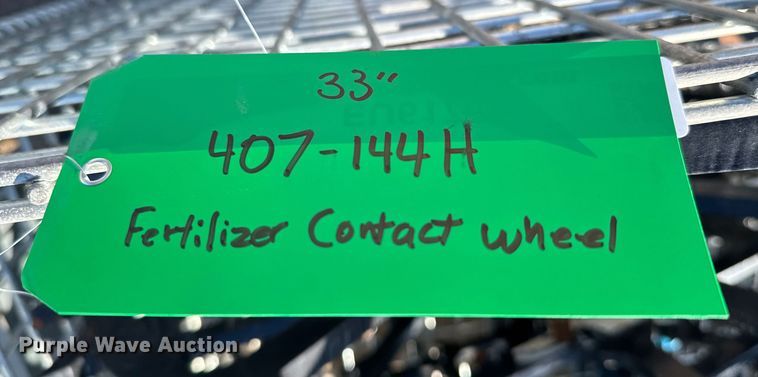 33"
407-144H
Fertilizer Contact wheel
Purple Wave Auction